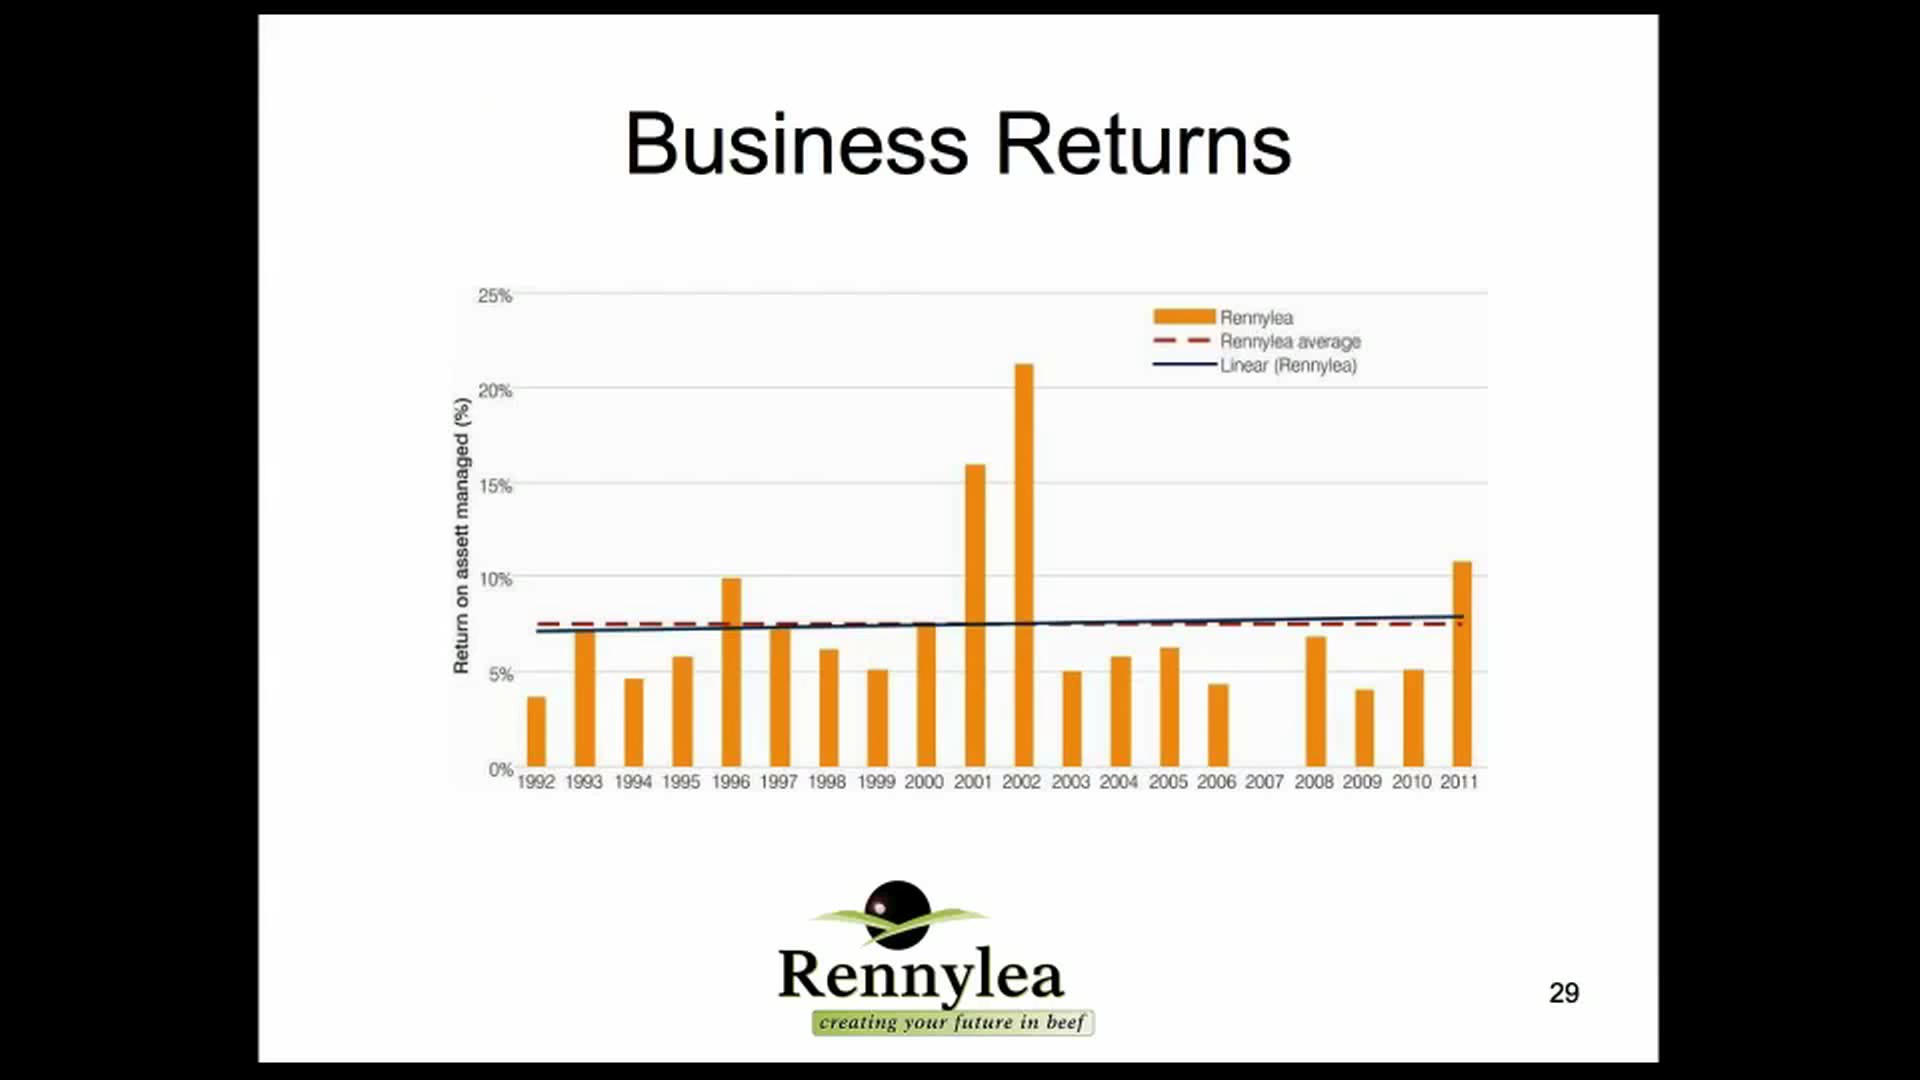 Business Returns
25%
20%
15%
10%
5%
0%
Return on assett managed (%)
Rennylea
Rennylea average
Linear (Rennylea)
1992 1993 1994 1995 1996 1997 1998 1999 2000 2001 2002 2003 2004 2005 2006 2007 2008 2009 2010 2011
Rennylea
creating your future in beef
29